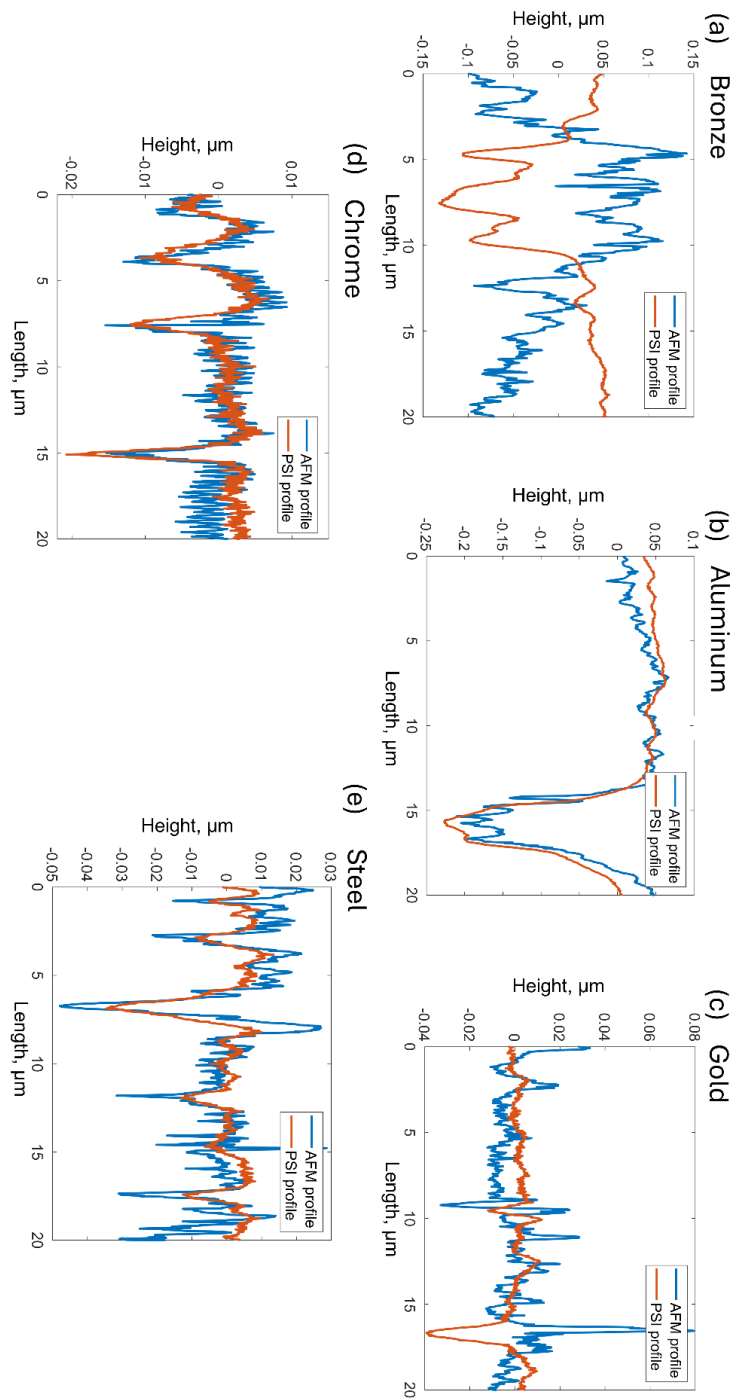 (a) Bronze
Height, μm
0.15
0.1
0.05
0
-0.05
-0.1
-0.15
0
5
10
15
20
Length, μm
AFM profile
PSI profile
(b) Aluminum
Height, μm
0.1
0.05
0
-0.05
-0.1
-0.15
-0.2
-0.25
0
5
10
15
20
Length, μm
AFM profile
PSI profile
(c) Gold
Height, μm
0.08
0.06
0.04
0.02
0
-0.02
-0.04
0
5
10
15
20
Length, μm
AFM profile
PSI profile
(d) Chrome
Height, μm
0.01
0
-0.01
-0.02
0
5
10
15
20
Length, μm
AFM profile
PSI profile
(e) Steel
Height, μm
0.03
0.02
0.01
0
-0.01
-0.02
-0.03
-0.04
-0.05
0
5
10
15
20
Length, μm
AFM profile
PSI profile